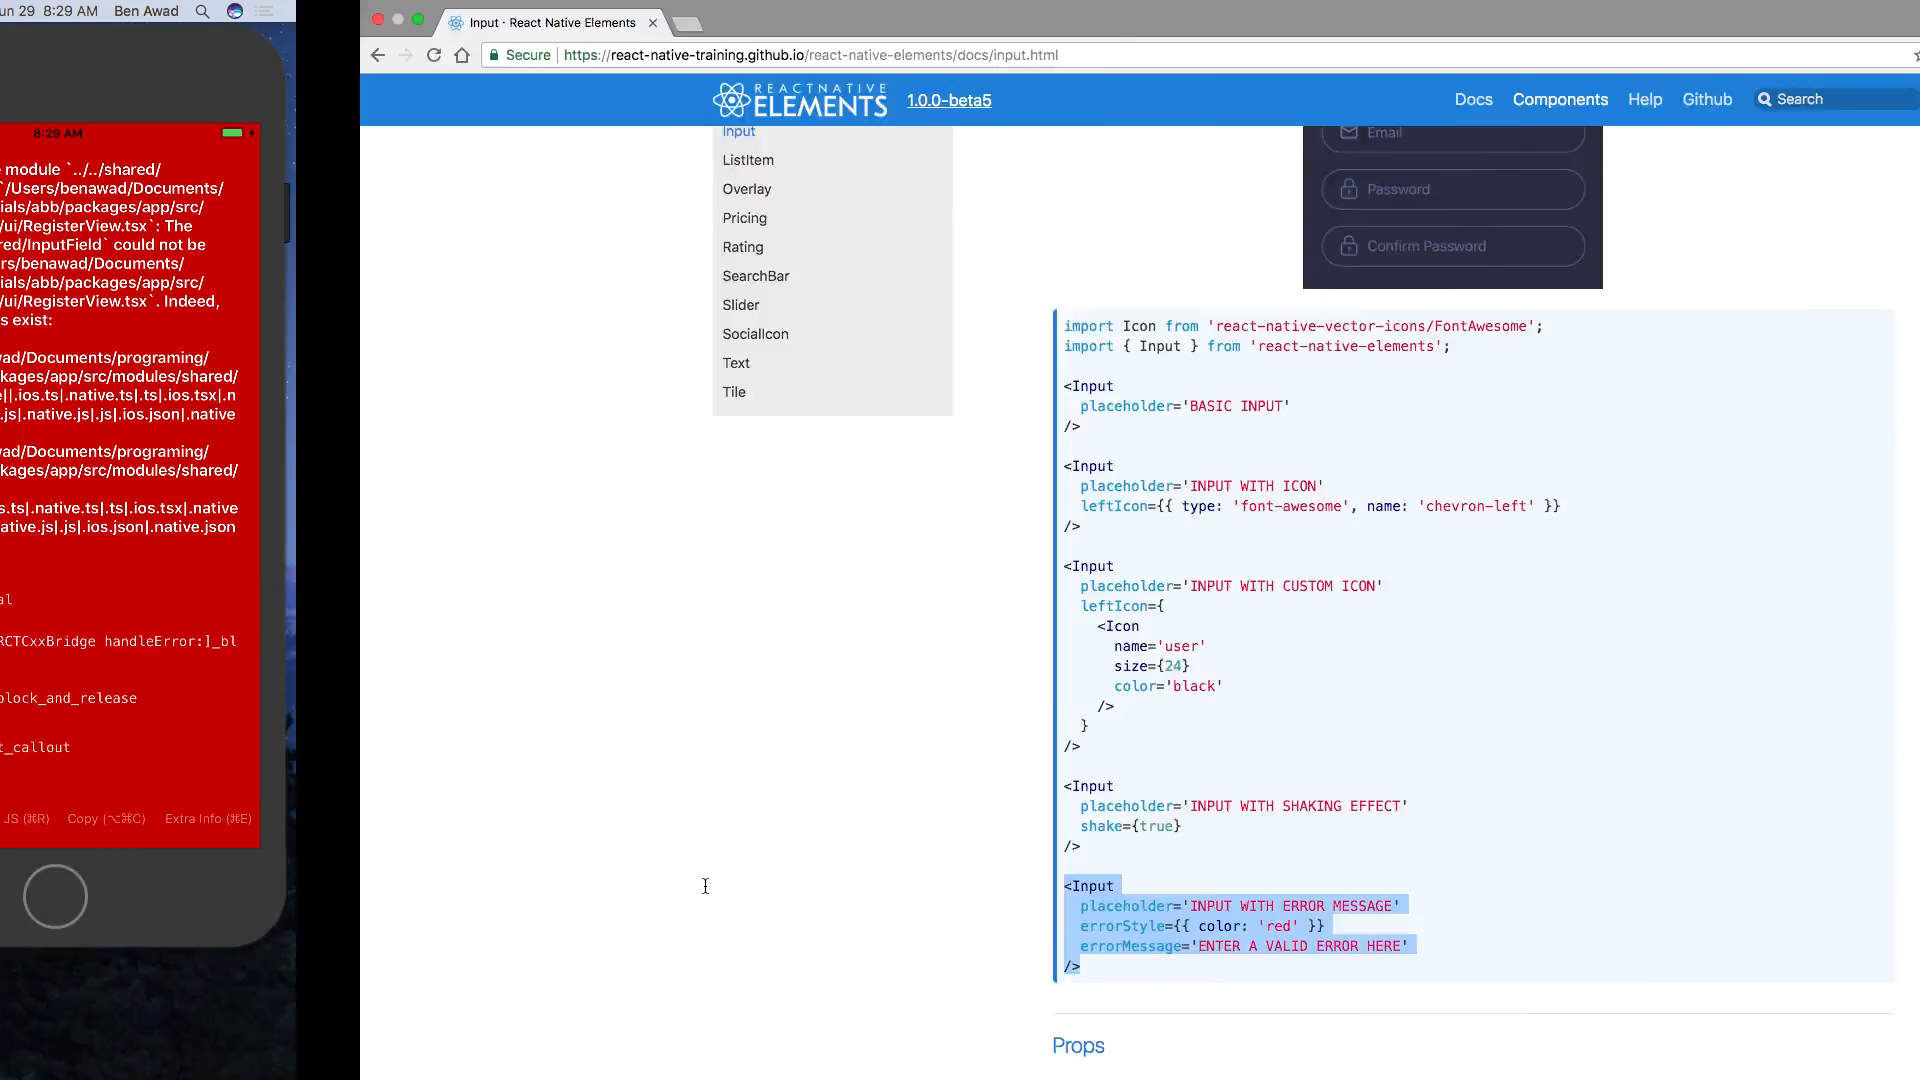 un 29 8:29 AM Ben Awad
8:29 AM
module `../../shared/
`/Users/benawad/Documents/
ials/abb/packages/app/src/
/ui/RegisterView.tsx`: The
red/InputField` could not be
rs/benawad/Documents/
ials/abb/packages/app/src/
/ui/RegisterView.tsx`. Indeed,
s exist:
wad/Documents/programing/
kages/app/src/modules/shared/
||.ios.ts|.native.ts|.ts|.ios.tsx|.n
.js|.native.js|.js|.ios.json|.native
wad/Documents/programing/
kages/app/src/modules/shared/
s.ts|.native.ts|.ts|.ios.tsx|.native
ative.js|.js|.ios.json|.native.json
al
RCTCxxBridge handleError:]_bl
block_and_release
t_callout
JS (⌘R) Copy (⌥⌘C) Extra Info (⌘E)
Input · React Native Elements
Secure https://react-native-training.github.io/react-native-elements/docs/input.html
REACTNATIVE
ELEMENTS
1.0.0-beta5
Docs Components Help Github Search
Input
ListItem
Overlay
Pricing
Rating
SearchBar
Slider
SocialIcon
Text
Tile
Email
Password
Confirm Password
import Icon from 'react-native-vector-icons/FontAwesome';
import { Input } from 'react-native-elements';
<Input
placeholder='BASIC INPUT'
/>
<Input
placeholder='INPUT WITH ICON'
leftIcon={{ type: 'font-awesome', name: 'chevron-left' }}
/>
<Input
placeholder='INPUT WITH CUSTOM ICON'
leftIcon={
<Icon
name='user'
size={24}
color='black'
/>
}
/>
<Input
placeholder='INPUT WITH SHAKING EFFECT'
shake={true}
/>
<Input
placeholder='INPUT WITH ERROR MESSAGE'
errorStyle={{ color: 'red' }}
errorMessage='ENTER A VALID ERROR HERE'
/>
Props